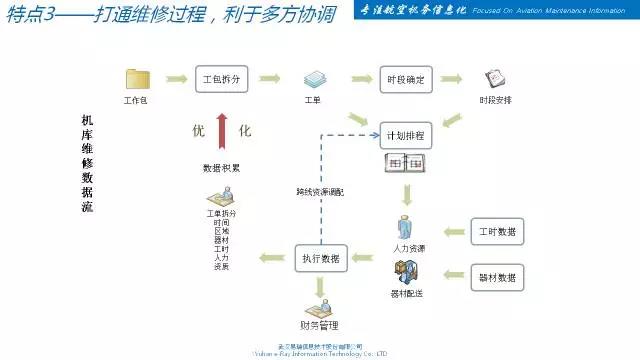 特点3——打通维修过程，利于多方协调
专注航空机务信息化 Focused On Aviation Maintenance Information
机库维修数据流
工作包
工包拆分
工单
时段确定
时段安排
优 化
计划排程
数据积累
跨线资源调配
工单拆分
时间
区域
器材
工时
人力
资质
执行数据
人力资源
工时数据
器材配送
器材数据
财务管理
武汉易瑞信息技术股份有限公司
Wuhan e-Ray Information Technology Co., LTD